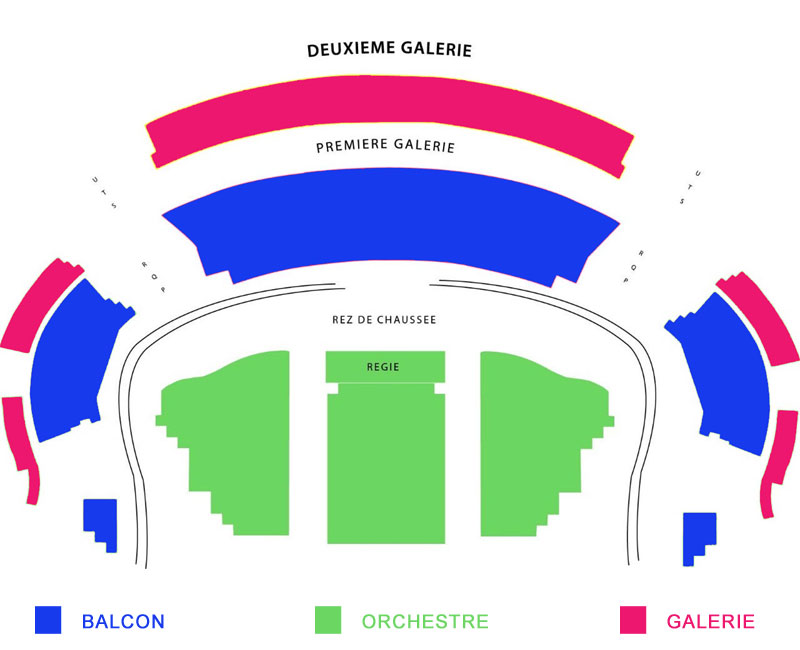 DEUXIEME GALERIE
PREMIERE GALERIE
U
T
S
U
T
S
R
Q
P
R
Q
P
REZ DE CHAUSSEE
REGIE
BALCON
ORCHESTRE
GALERIE